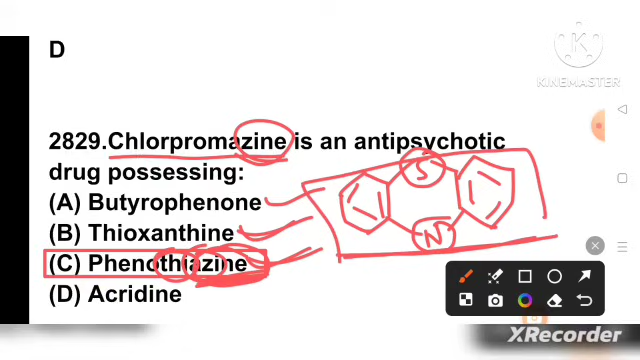 D
KINEMASTER
2829.Chlorpromazine is an antipsychotic
drug possessing:
(A) Butyrophenone
(B) Thioxanthine
(C) Phenothiazine
(D) Acridine
S
N
XRecorder